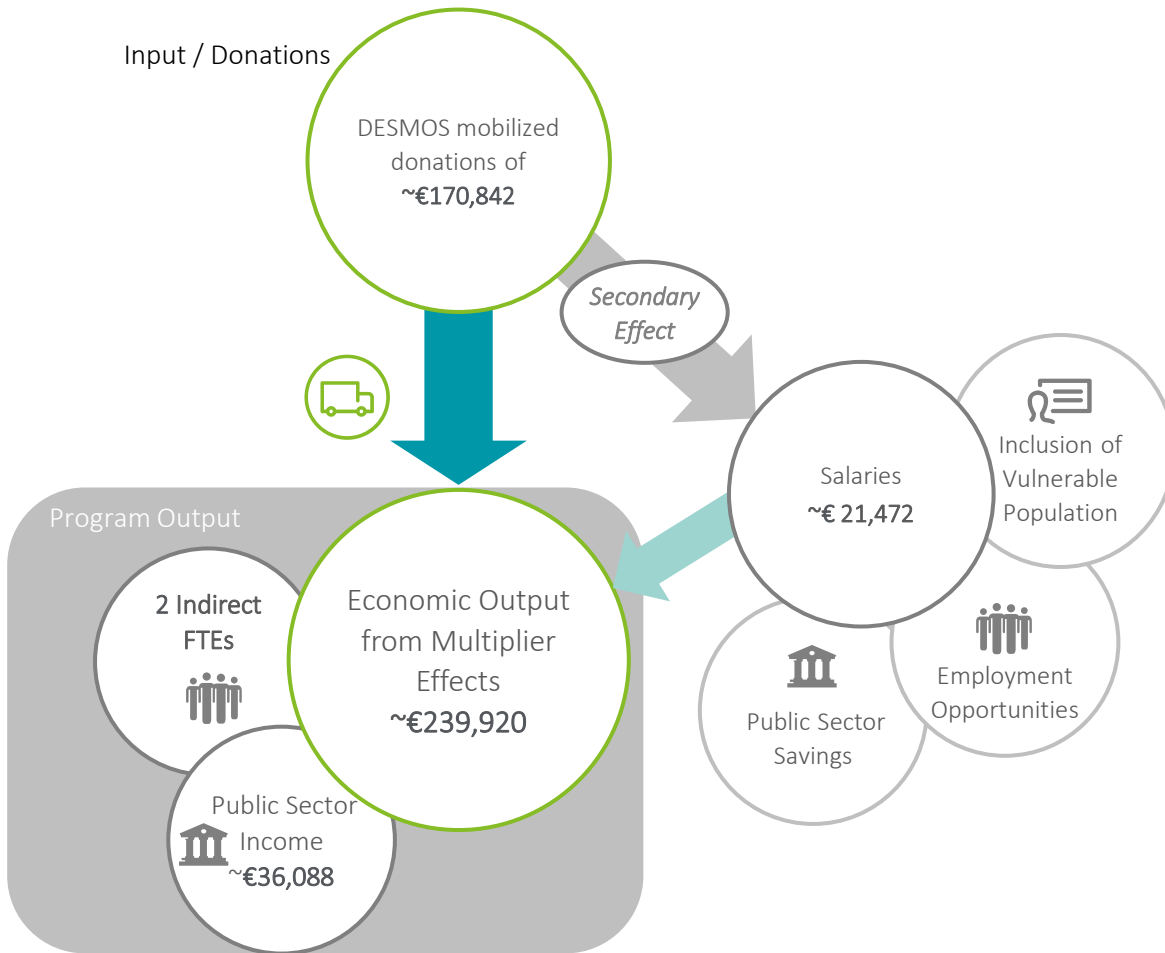 Input / Donations
DESMOS mobilized
donations of
~€170,842
Secondary
Effect
Salaries
~€ 21,472
Inclusion of
Vulnerable
Population
Employment
Opportunities
Public Sector
Savings
Program Output
2 Indirect
FTEs
Economic Output
from Multiplier
Effects
~€239,920
Public Sector
Income
~€36,088